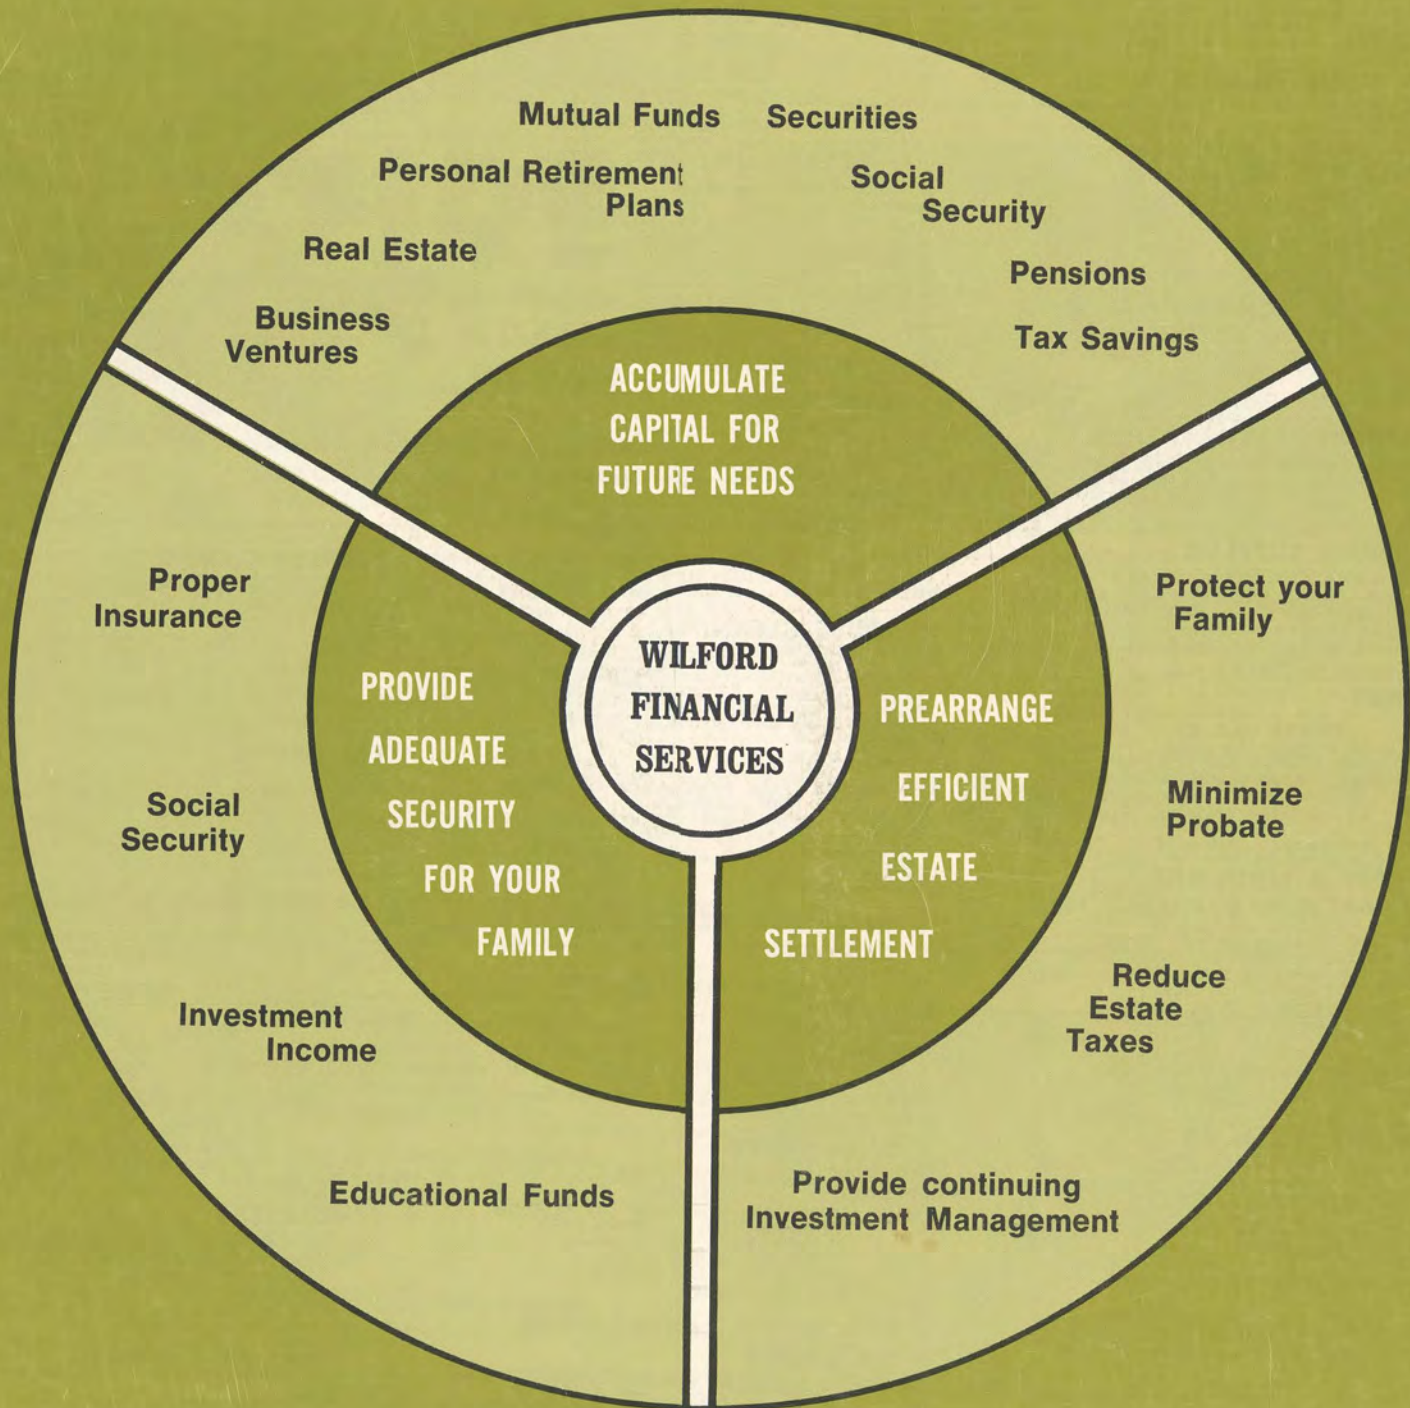 Mutual Funds
Securities
Personal Retirement
Plans
Social
Security
Real Estate
Pensions
Business
Ventures
Tax Savings
ACCUMULATE
CAPITAL FOR
FUTURE NEEDS
Proper
Insurance
Social
Security
Investment
Income
Educational Funds
PROVIDE
ADEQUATE
SECURITY
FOR YOUR
FAMILY
WILFORD
FINANCIAL
SERVICES
PREARRANGE
EFFICIENT
ESTATE
SETTLEMENT
Protect your
Family
Minimize
Probate
Reduce
Estate
Taxes
Provide continuing
Investment Management